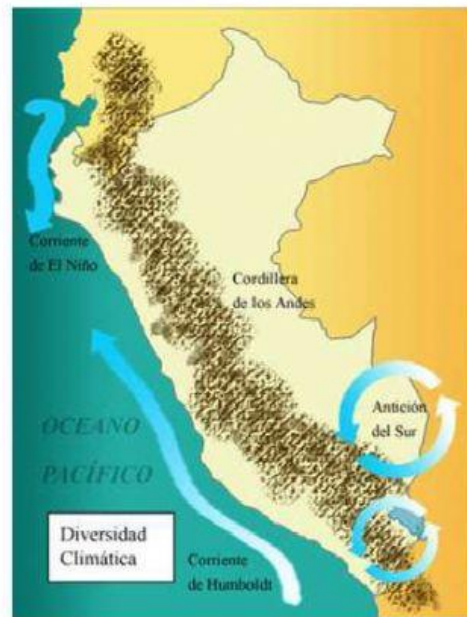 Corriente
de El Niño
Cordillera
de los Andes
Antición
del Sur
OCEANO
PACÍFICO
Diversidad
Climática
Corriente
de Humboldt